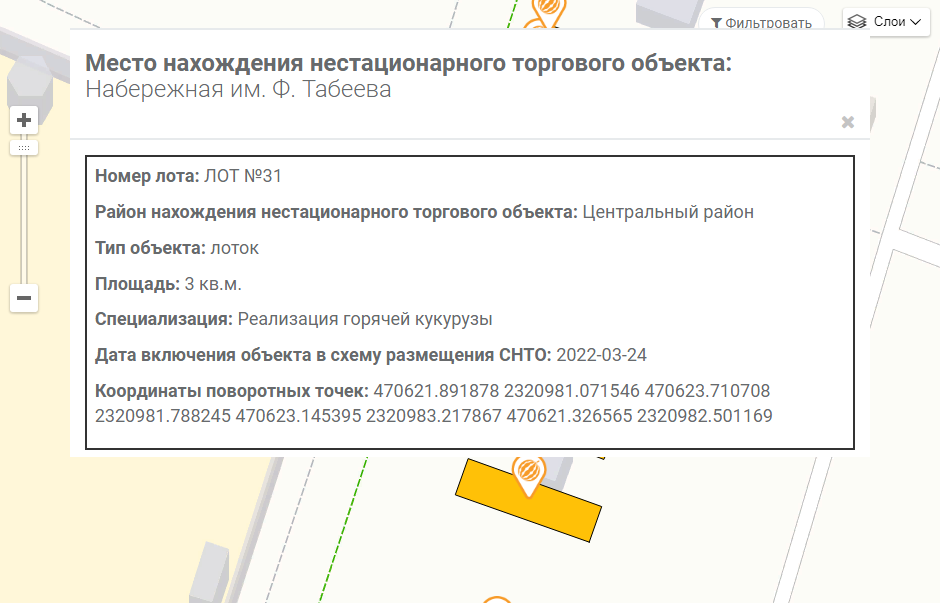 Фильтровать
Слои
Место нахождения нестационарного торгового объекта:
Набережная им. Ф. Табеева
Номер лота: ЛОТ №31
Район нахождения нестационарного торгового объекта: Центральный район
Тип объекта: лоток
Площадь: 3 кв.м.
Специализация: Реализация горячей кукурузы
Дата включения объекта в схему размещения СНТО: 2022-03-24
Координаты поворотных точек: 470621.891878 2320981.071546 470623.710708
2320981.788245 470623.145395 2320983.217867 470621.326565 2320982.501169